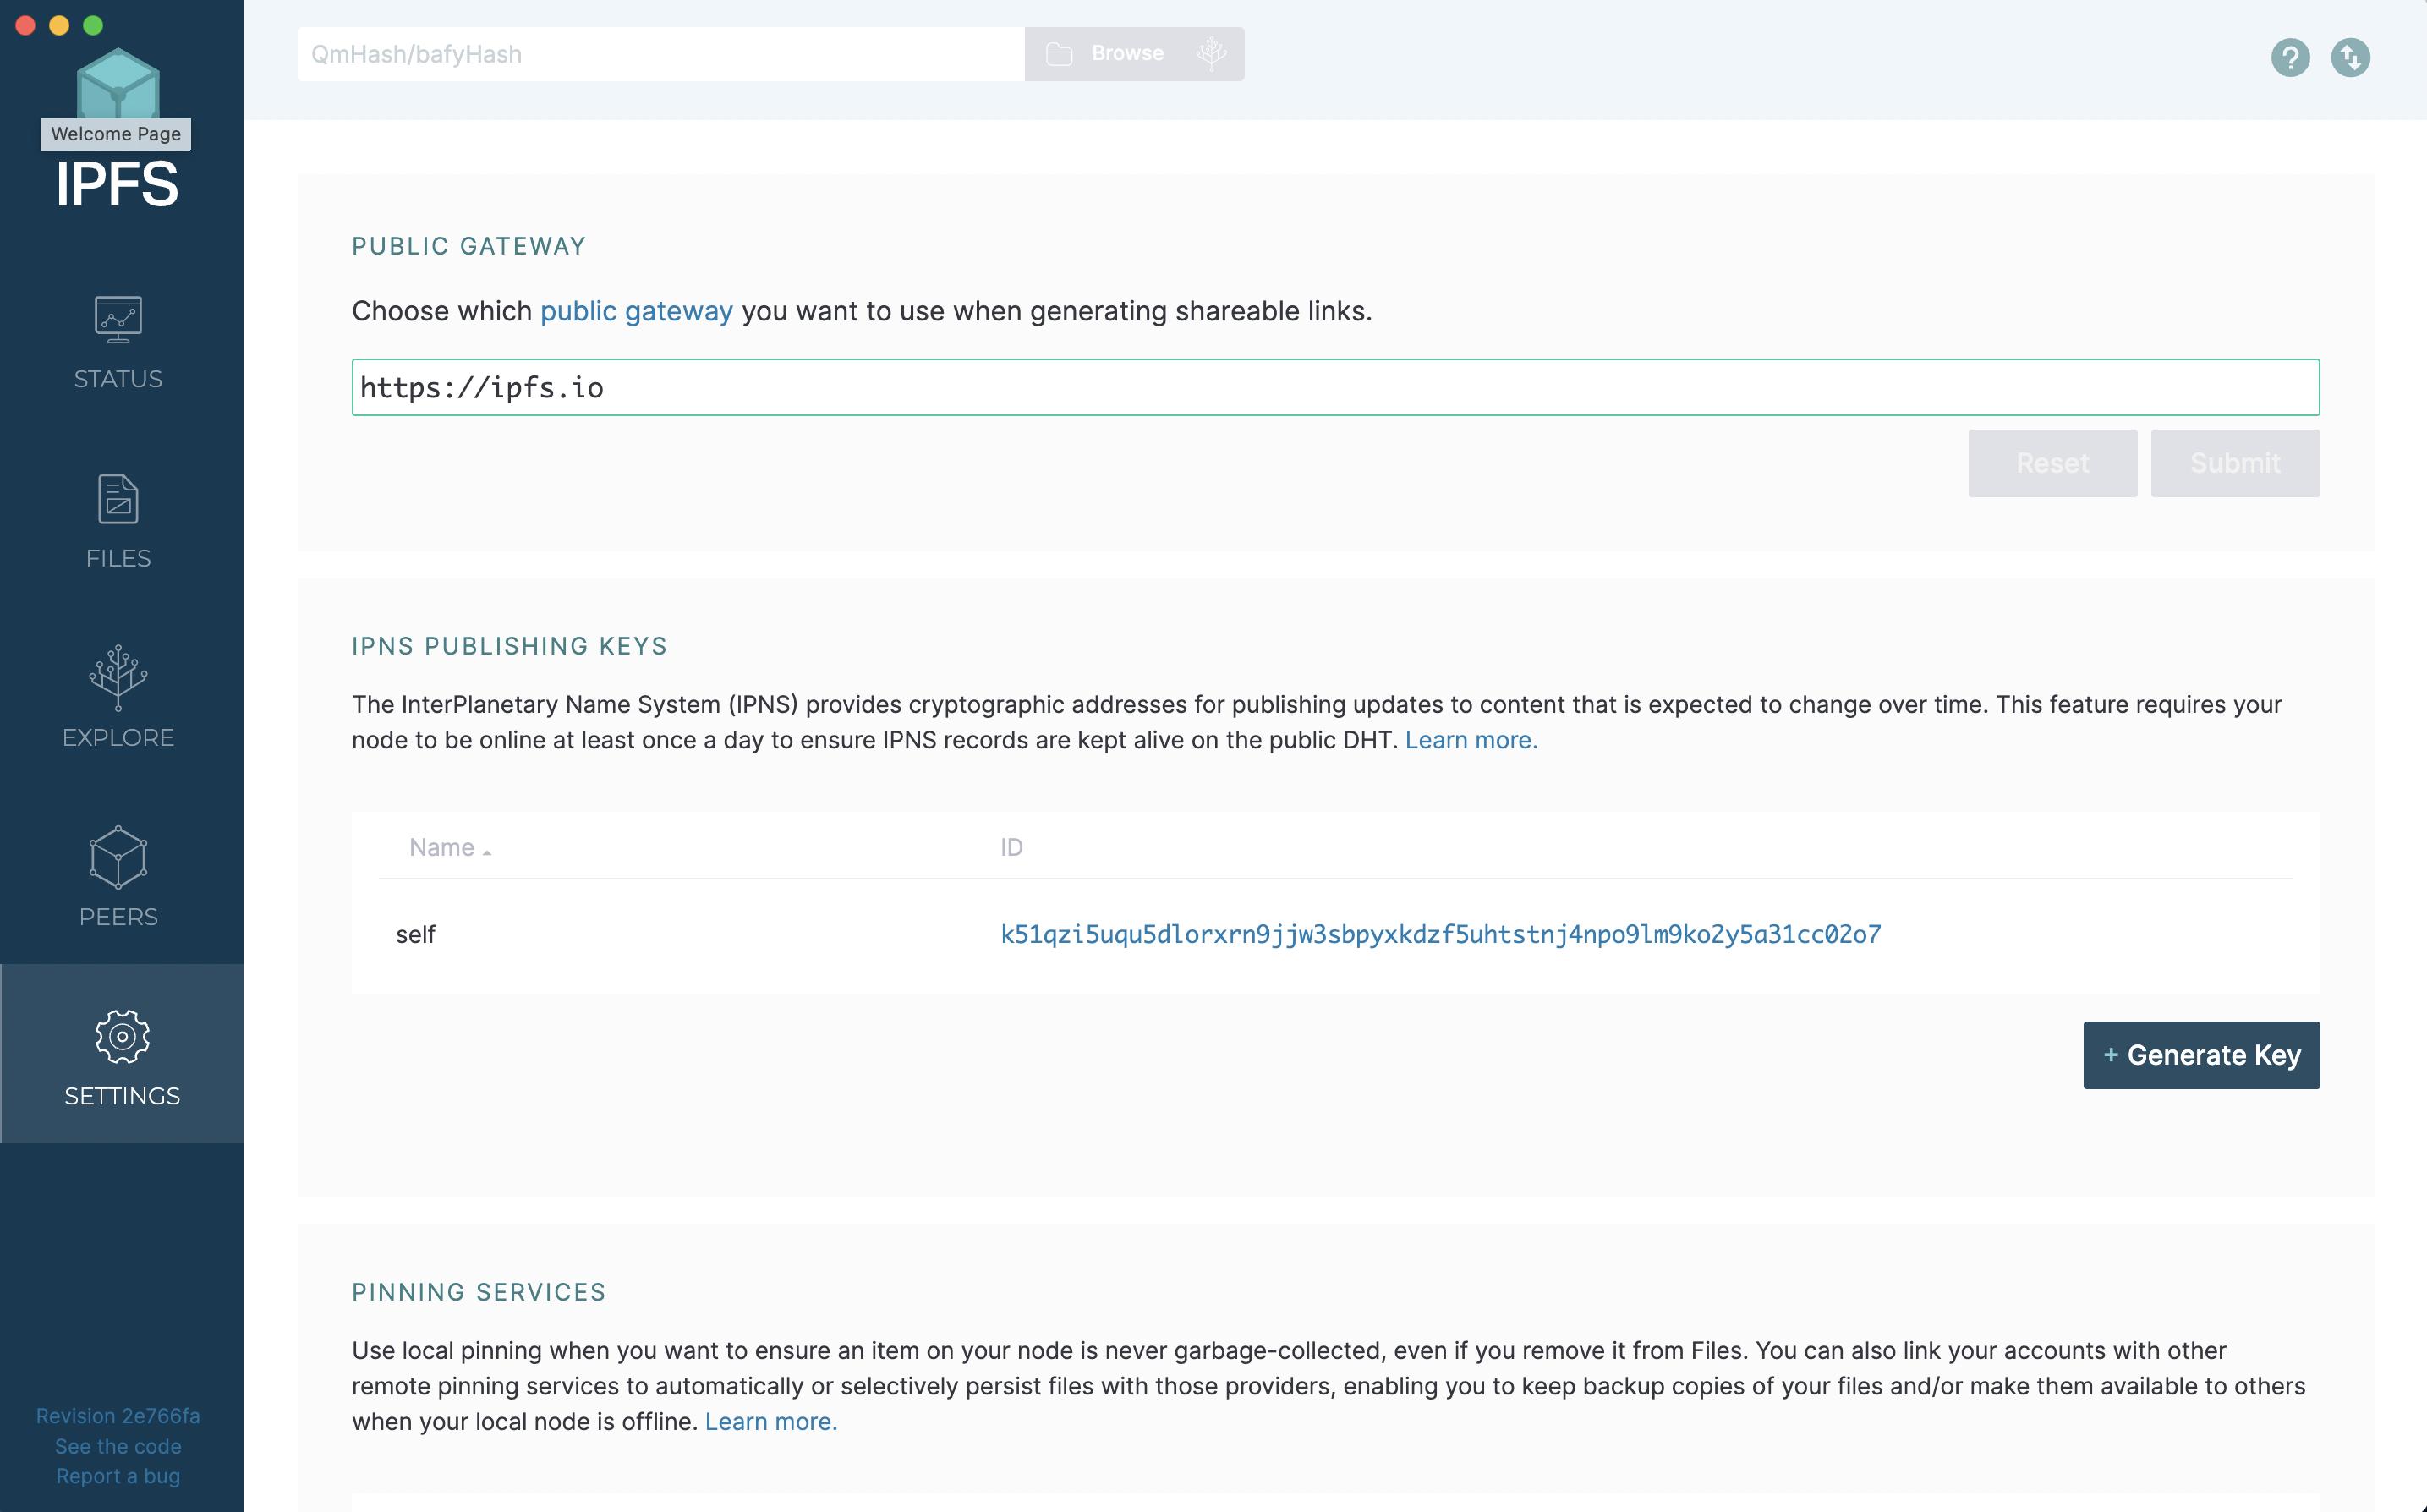 QmHash/bafyHash
Browse
Welcome Page
IPFS
STATUS
FILES
EXPLORE
PEERS
SETTINGS
Revision 2e766fa
See the code
Report a bug
PUBLIC GATEWAY
Choose which public gateway you want to use when generating shareable links.
https://ipfs.io
Reset
Submit
IPNS PUBLISHING KEYS
The InterPlanetary Name System (IPNS) provides cryptographic addresses for publishing updates to content that is expected to change over time. This feature requires your
node to be online at least once a day to ensure IPNS records are kept alive on the public DHT. Learn more.
Name ID
self k51qzi5uqu5dlorxrn9jjw3sbpyxkdzf5uhtstnj4npo9lm9ko2y5a31cc02o7
+ Generate Key
PINNING SERVICES
Use local pinning when you want to ensure an item on your node is never garbage-collected, even if you remove it from Files. You can also link your accounts with other
remote pinning services to automatically or selectively persist files with those providers, enabling you to keep backup copies of your files and/or make them available to others
when your local node is offline. Learn more.